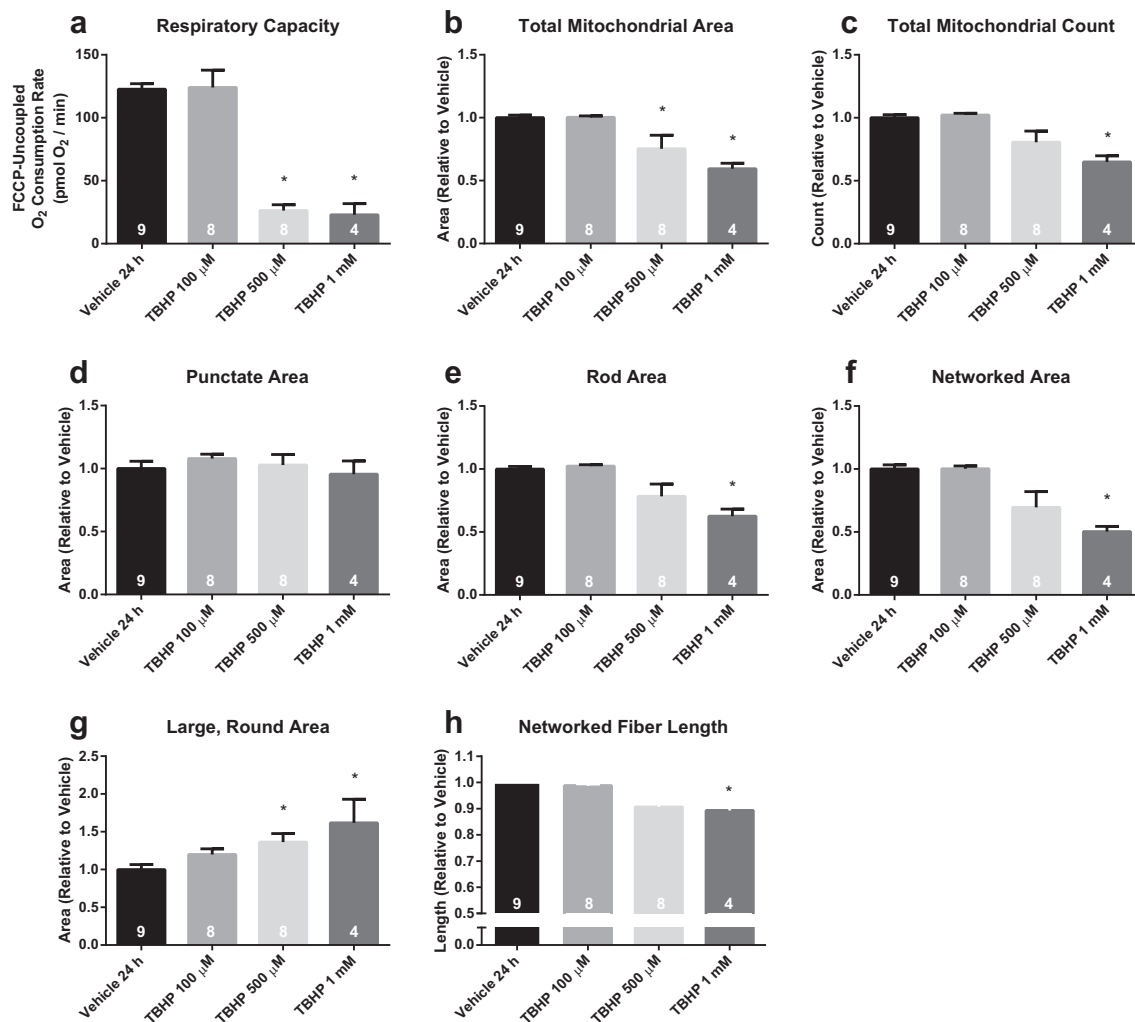 a Respiratory Capacity
FCCP-Uncoupled
O2 Consumption Rate
(pmol O2 / min)
150
100
50
0
9 8 8 4
* *
Vehicle 24 h TBHP 100 μM TBHP 500 μM TBHP 1 mM
b Total Mitochondrial Area
Area (Relative to Vehicle)
1.5
1.0
0.5
0.0
9 8 8 4
* *
Vehicle 24 h TBHP 100 μM TBHP 500 μM TBHP 1 mM
c Total Mitochondrial Count
Count (Relative to Vehicle)
1.5
1.0
0.5
0.0
9 8 8 4
*
Vehicle 24 h TBHP 100 μM TBHP 500 μM TBHP 1 mM
d Punctate Area
Area (Relative to Vehicle)
1.5
1.0
0.5
0.0
9 8 8 4
Vehicle 24 h TBHP 100 μM TBHP 500 μM TBHP 1 mM
e Rod Area
Area (Relative to Vehicle)
1.5
1.0
0.5
0.0
9 8 8 4
*
Vehicle 24 h TBHP 100 μM TBHP 500 μM TBHP 1 mM
f Networked Area
Area (Relative to Vehicle)
1.5
1.0
0.5
0.0
9 8 8 4
*
Vehicle 24 h TBHP 100 μM TBHP 500 μM TBHP 1 mM
g Large, Round Area
Area (Relative to Vehicle)
2.5
2.0
1.5
1.0
0.5
0.0
9 8 8 4
* *
Vehicle 24 h TBHP 100 μM TBHP 500 μM TBHP 1 mM
h Networked Fiber Length
Length (Relative to Vehicle)
1.1
1.0
0.9
0.8
0.7
0.6
0.5
0.0
9 8 8 4
*
Vehicle 24 h TBHP 100 μM TBHP 500 μM TBHP 1 mM